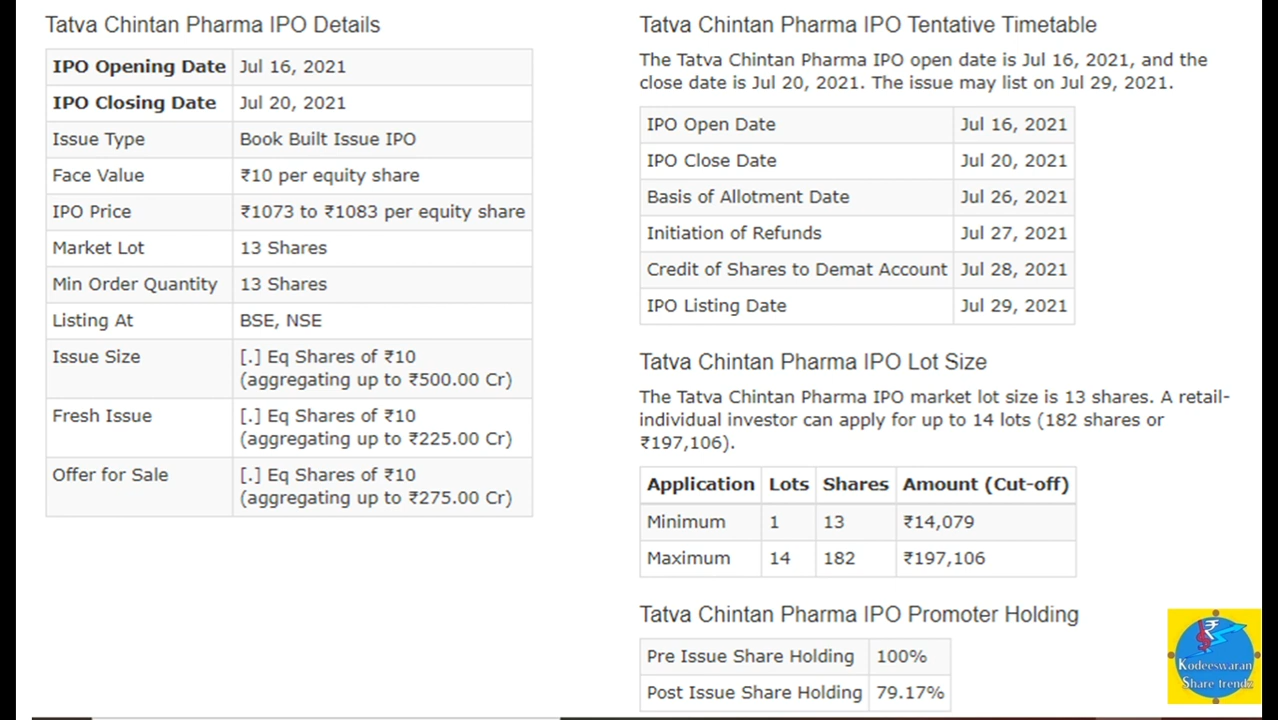 Tatva Chintan Pharma IPO Details
IPO Opening Date Jul 16, 2021
IPO Closing Date Jul 20, 2021
Issue Type Book Built Issue IPO
Face Value ₹10 per equity share
IPO Price ₹1073 to ₹1083 per equity share
Market Lot 13 Shares
Min Order Quantity 13 Shares
Listing At BSE, NSE
Issue Size [.] Eq Shares of ₹10
(aggregating up to ₹500.00 Cr)
Fresh Issue [.] Eq Shares of ₹10
(aggregating up to ₹225.00 Cr)
Offer for Sale [.] Eq Shares of ₹10
(aggregating up to ₹275.00 Cr)
Tatva Chintan Pharma IPO Tentative Timetable
The Tatva Chintan Pharma IPO open date is Jul 16, 2021, and the
close date is Jul 20, 2021. The issue may list on Jul 29, 2021.
IPO Open Date Jul 16, 2021
IPO Close Date Jul 20, 2021
Basis of Allotment Date Jul 26, 2021
Initiation of Refunds Jul 27, 2021
Credit of Shares to Demat Account Jul 28, 2021
IPO Listing Date Jul 29, 2021
Tatva Chintan Pharma IPO Lot Size
The Tatva Chintan Pharma IPO market lot size is 13 shares. A retail-
individual investor can apply for up to 14 lots (182 shares or
₹197,106).
Application Lots Shares Amount (Cut-off)
Minimum 1 13 ₹14,079
Maximum 14 182 ₹197,106
Tatva Chintan Pharma IPO Promoter Holding
Pre Issue Share Holding 100%
Post Issue Share Holding 79.17%
₹
Kodeeswaran
Share trendz